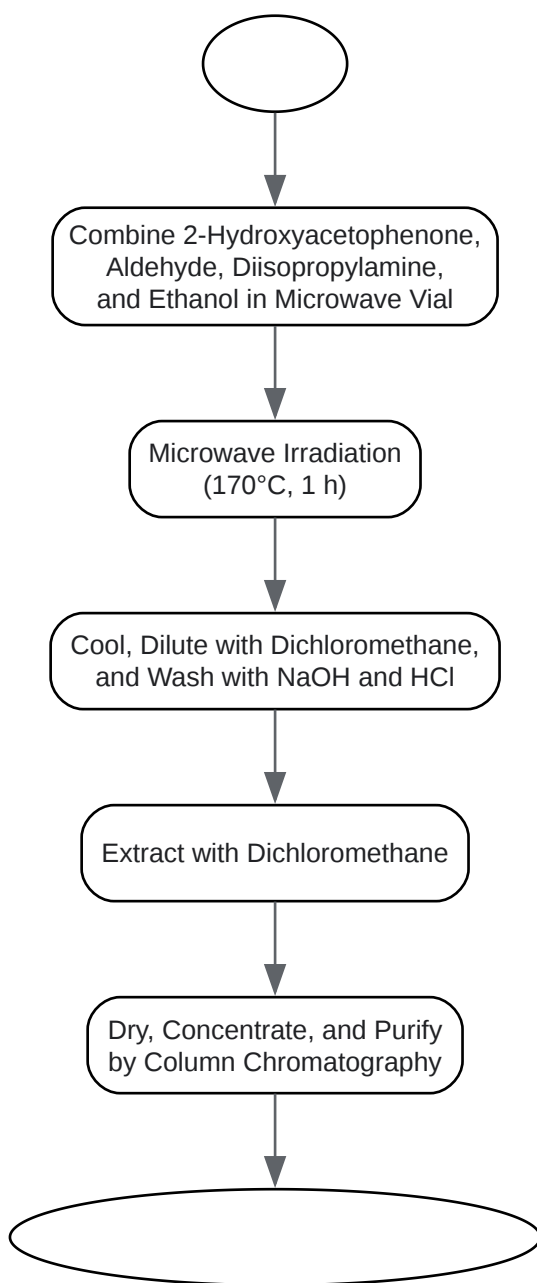 Combine 2-Hydroxyacetophenone,
Aldehyde, Diisopropylamine,
and Ethanol in Microwave Vial
Microwave Irradiation
(170°C, 1 h)
Cool, Dilute with Dichloromethane,
and Wash with NaOH and HCl
Extract with Dichloromethane
Dry, Concentrate, and Purify
by Column Chromatography